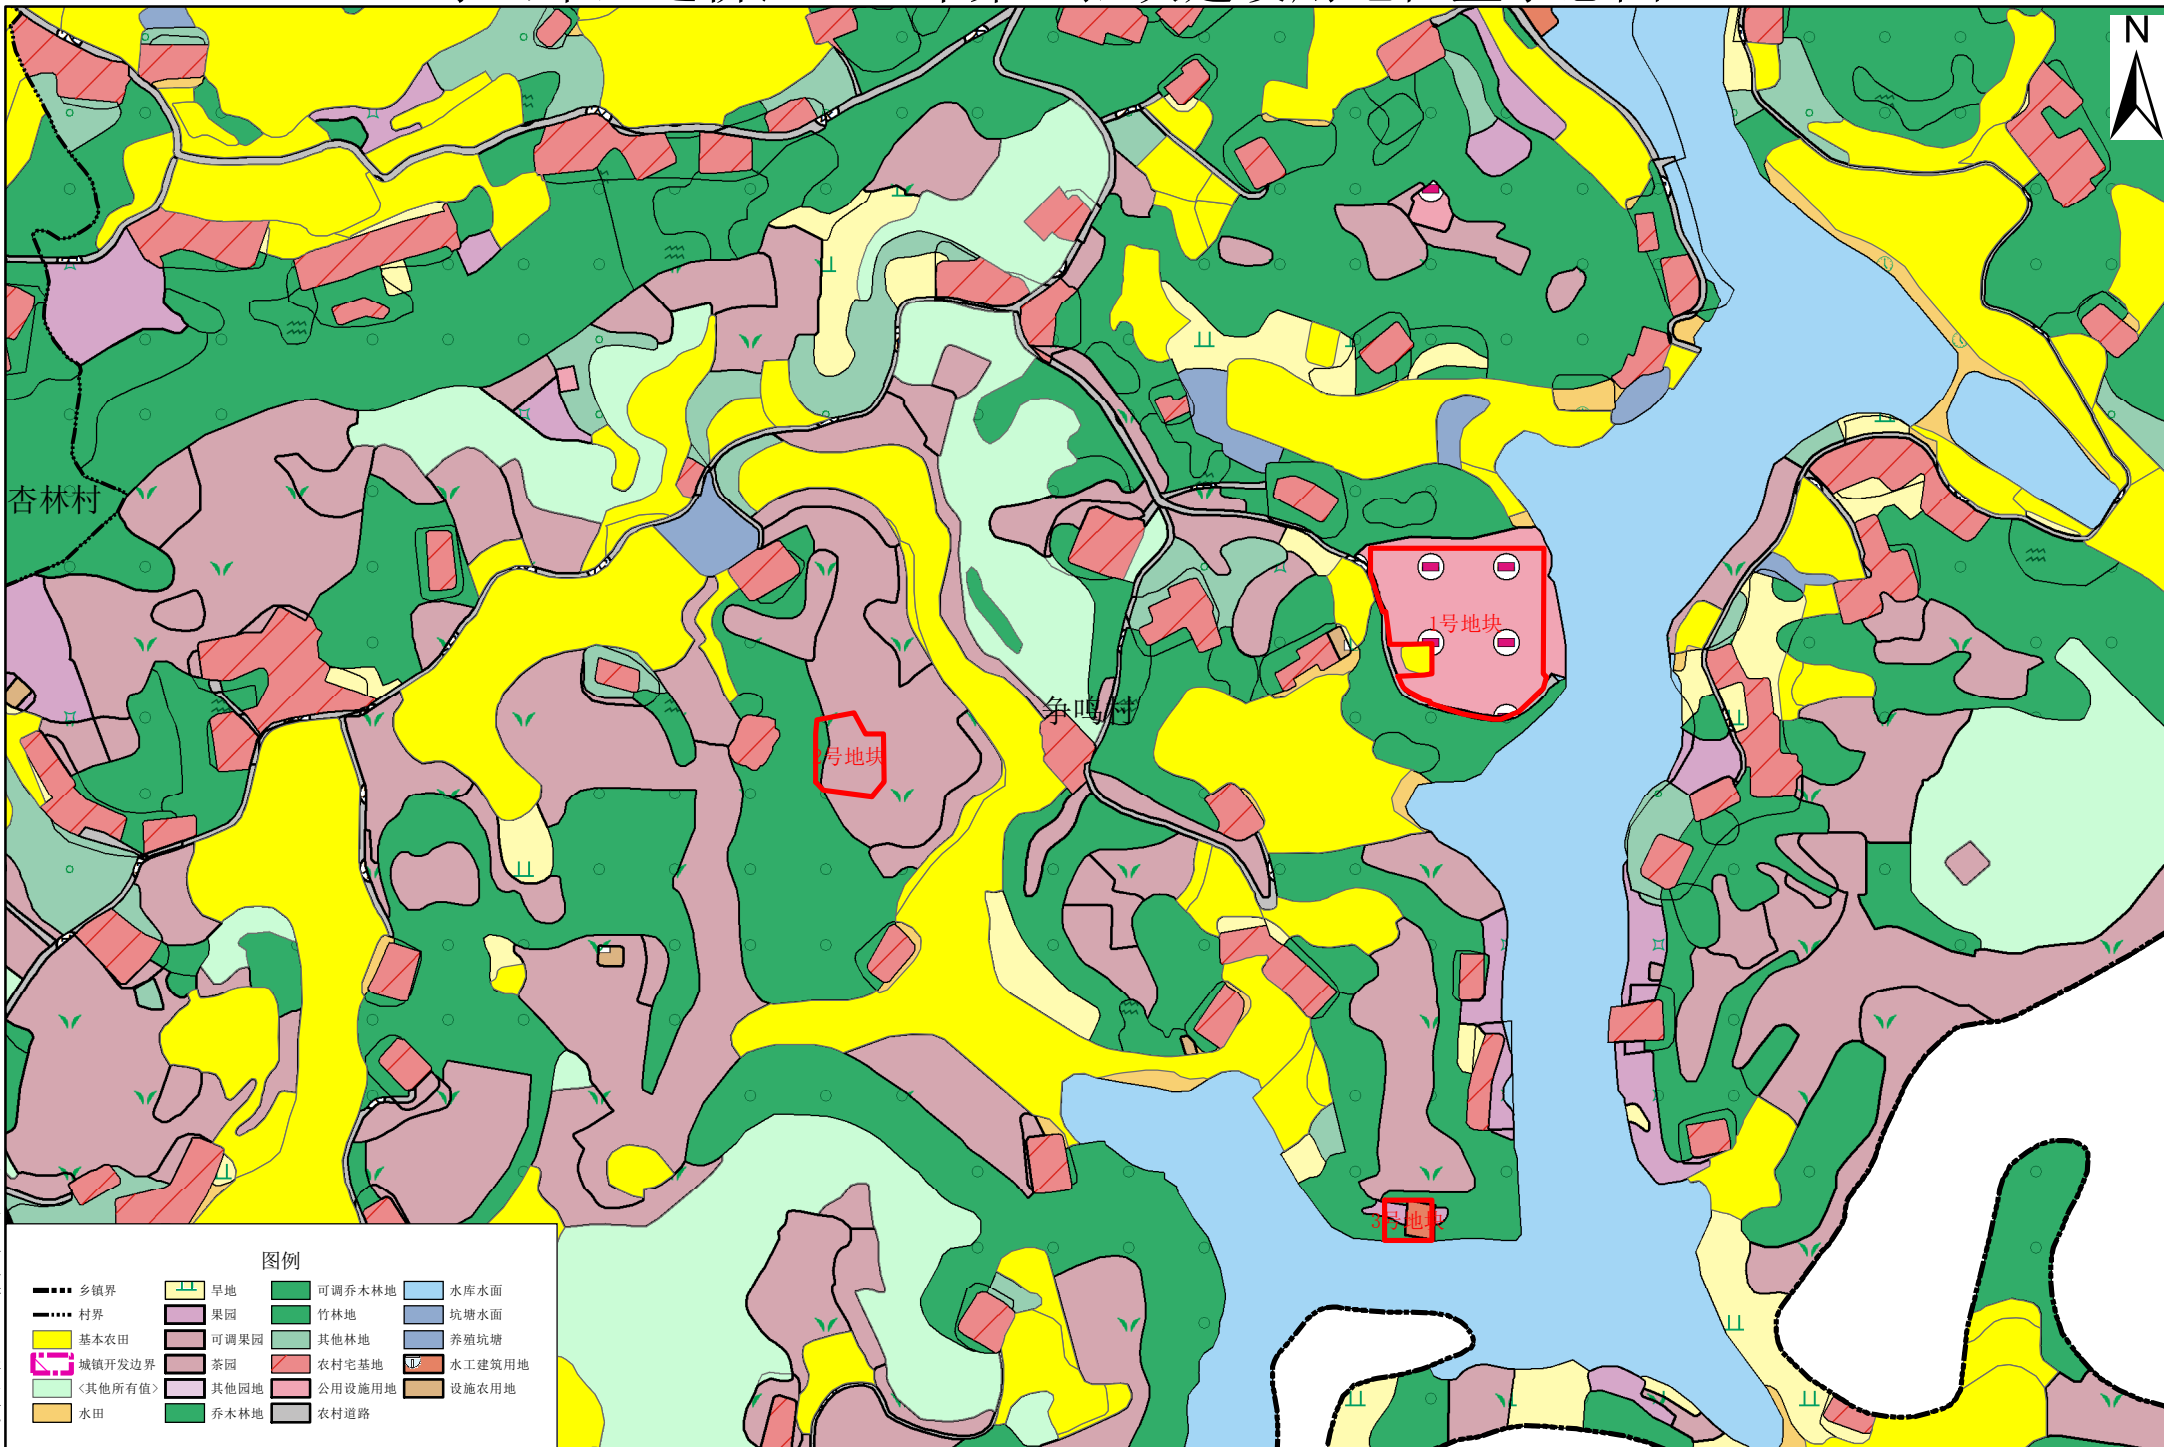 N
杏林村
1号地块
争鸣村
2号地块
3号地块
图例
乡镇界
旱地
可调乔木林地
水库水面
村界
果园
竹林地
坑塘水面
基本农田
可调果园
其他林地
养殖坑塘
城镇开发边界
茶园
农村宅基地
水工建筑用地
<其他所有值>
其他园地
公用设施用地
设施农用地
水田
乔木林地
农村道路